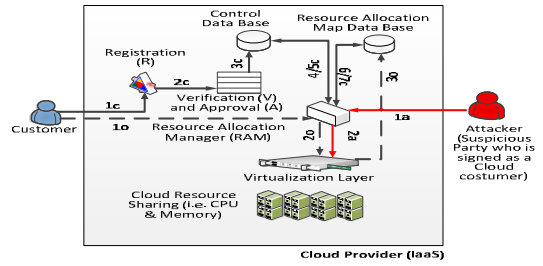 Control
Data Base
Resource Allocation
Map Data Base
Registration
(R)
3c
4/5c
6/7c
3o
2c
Verification (V)
and Approval (A)
1c
Customer
1o
Resource Allocation
Manager (RAM)
2o
2a
1a
Attacker
(Suspicious
Party who is
signed as a
Cloud
costumer)
Virtualization Layer
Cloud Resource
Sharing (i.e. CPU
& Memory)
Cloud Provider (IaaS)